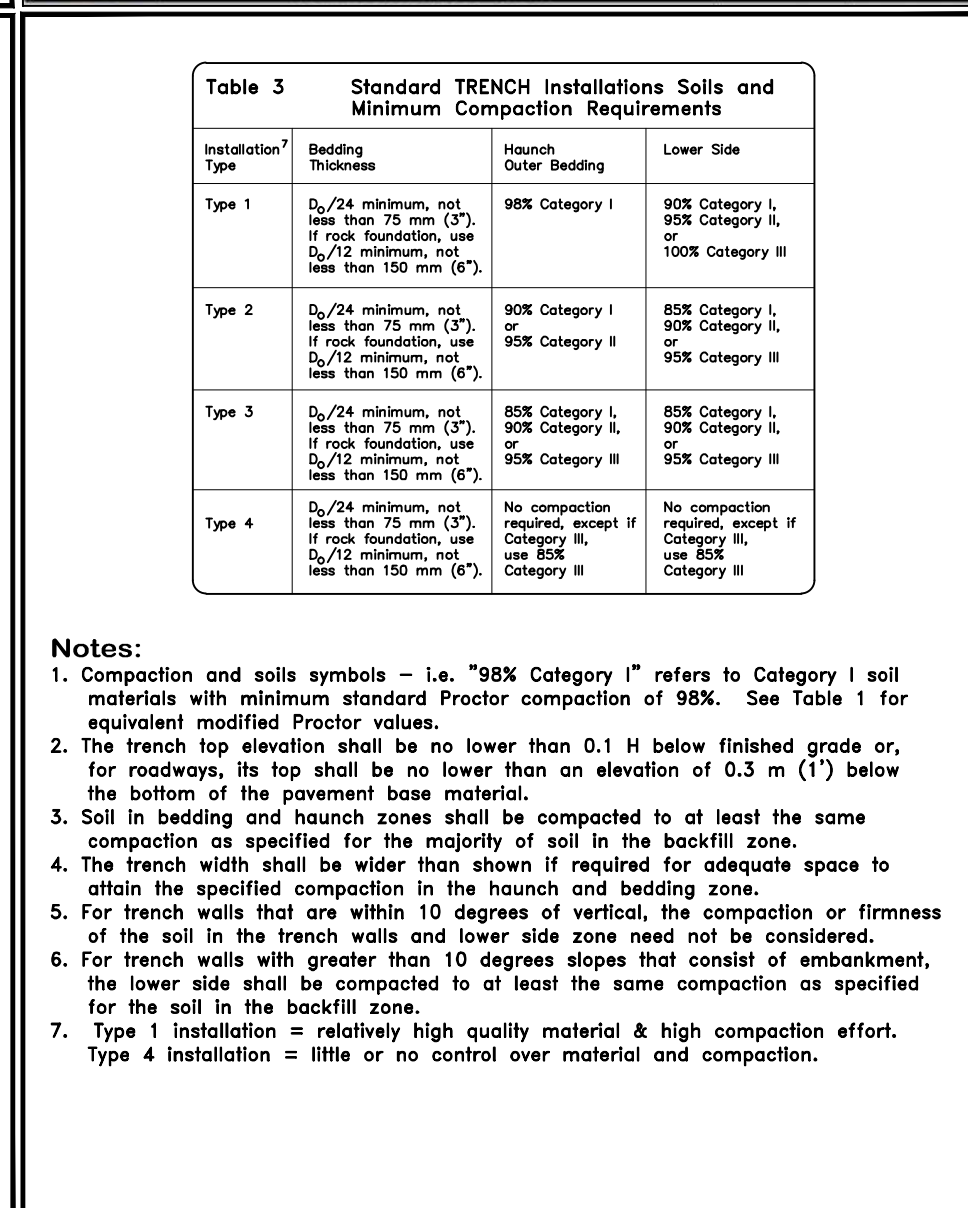 Table 3 Standard TRENCH Installations Soils and
Minimum Compaction Requirements
Installation7
Type
Bedding
Thickness
Haunch
Outer Bedding
Lower Side
Type 1
Do/24 minimum, not
less than 75 mm (3").
If rock foundation, use
Do/12 minimum, not
less than 150 mm (6").
98% Category I
90% Category I,
95% Category II,
or
100% Category III
Type 2
Do/24 minimum, not
less than 75 mm (3").
If rock foundation, use
Do/12 minimum, not
less than 150 mm (6").
90% Category I
or
95% Category II
85% Category I,
90% Category II,
or
95% Category III
Type 3
Do/24 minimum, not
less than 75 mm (3").
If rock foundation, use
Do/12 minimum, not
less than 150 mm (6").
85% Category I,
90% Category II,
or
95% Category III
85% Category I,
90% Category II,
or
95% Category III
Type 4
Do/24 minimum, not
less than 75 mm (3").
If rock foundation, use
Do/12 minimum, not
less than 150 mm (6").
No compaction
required, except if
Category III,
use 85%
Category III
No compaction
required, except if
Category III,
use 85%
Category III
Notes:
1. Compaction and soils symbols – i.e. "98% Category I" refers to Category I soil
materials with minimum standard Proctor compaction of 98%. See Table 1 for
equivalent modified Proctor values.
2. The trench top elevation shall be no lower than 0.1 H below finished grade or,
for roadways, its top shall be no lower than an elevation of 0.3 m (1') below
the bottom of the pavement base material.
3. Soil in bedding and haunch zones shall be compacted to at least the same
compaction as specified for the majority of soil in the backfill zone.
4. The trench width shall be wider than shown if required for adequate space to
attain the specified compaction in the haunch and bedding zone.
5. For trench walls that are within 10 degrees of vertical, the compaction or firmness
of the soil in the trench walls and lower side zone need not be considered.
6. For trench walls with greater than 10 degrees slopes that consist of embankment,
the lower side shall be compacted to at least the same compaction as specified
for the soil in the backfill zone.
7. Type 1 installation = relatively high quality material & high compaction effort.
Type 4 installation = little or no control over material and compaction.